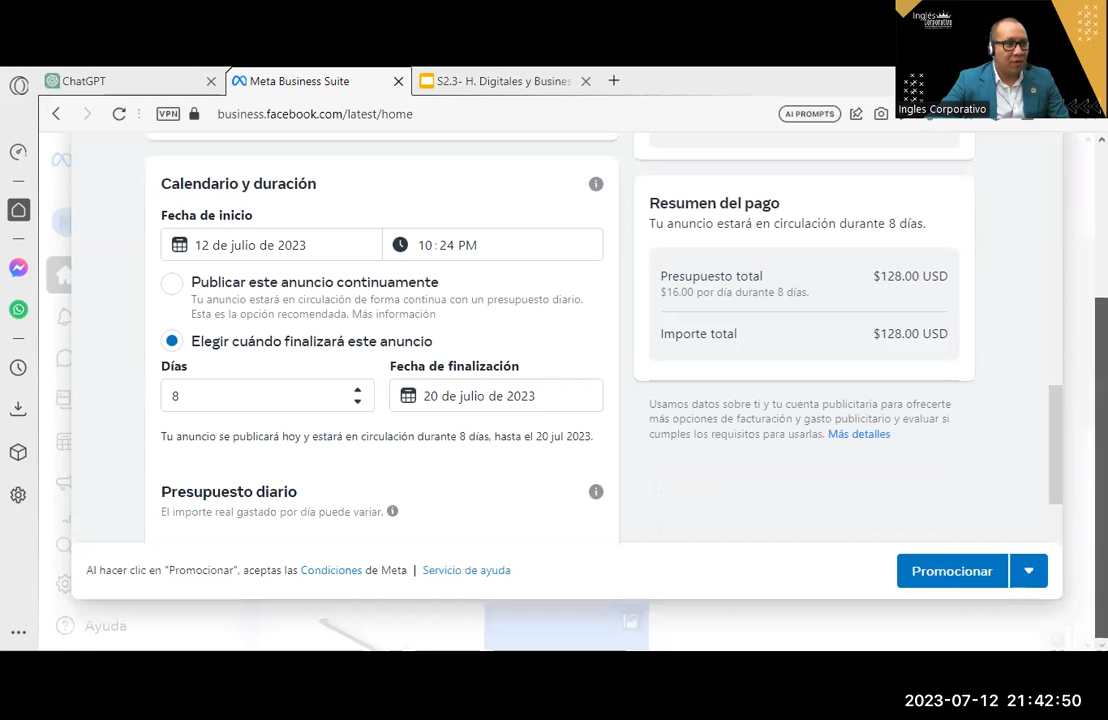 Inglés
Corporativo
Ingles Corporativo
ChatGPT
Meta Business Suite
S2.3- H. Digitales y Busines
VPN
business.facebook.com/latest/home
AI PROMPTS
Calendario y duración
Fecha de inicio
12 de julio de 2023
10:24 PM
Publicar este anuncio continuamente
Tu anuncio estará en circulación de forma continua con un presupuesto diario.
Esta es la opción recomendada. Más información
Elegir cuándo finalizará este anuncio
Días
Fecha de finalización
8
20 de julio de 2023
Tu anuncio se publicará hoy y estará en circulación durante 8 días, hasta el 20 jul 2023.
Presupuesto diario
El importe real gastado por día puede variar.
Resumen del pago
Tu anuncio estará en circulación durante 8 días.
Presupuesto total
$128.00 USD
$16.00 por día durante 8 días.
Importe total
$128.00 USD
Usamos datos sobre ti y tu cuenta publicitaria para ofrecerte
más opciones de facturación y gasto publicitario y evaluar si
cumples los requisitos para usarlas. Más detalles
Al hacer clic en "Promocionar", aceptas las Condiciones de Meta | Servicio de ayuda
Promocionar
Ayuda
2023-07-12 21:42:50